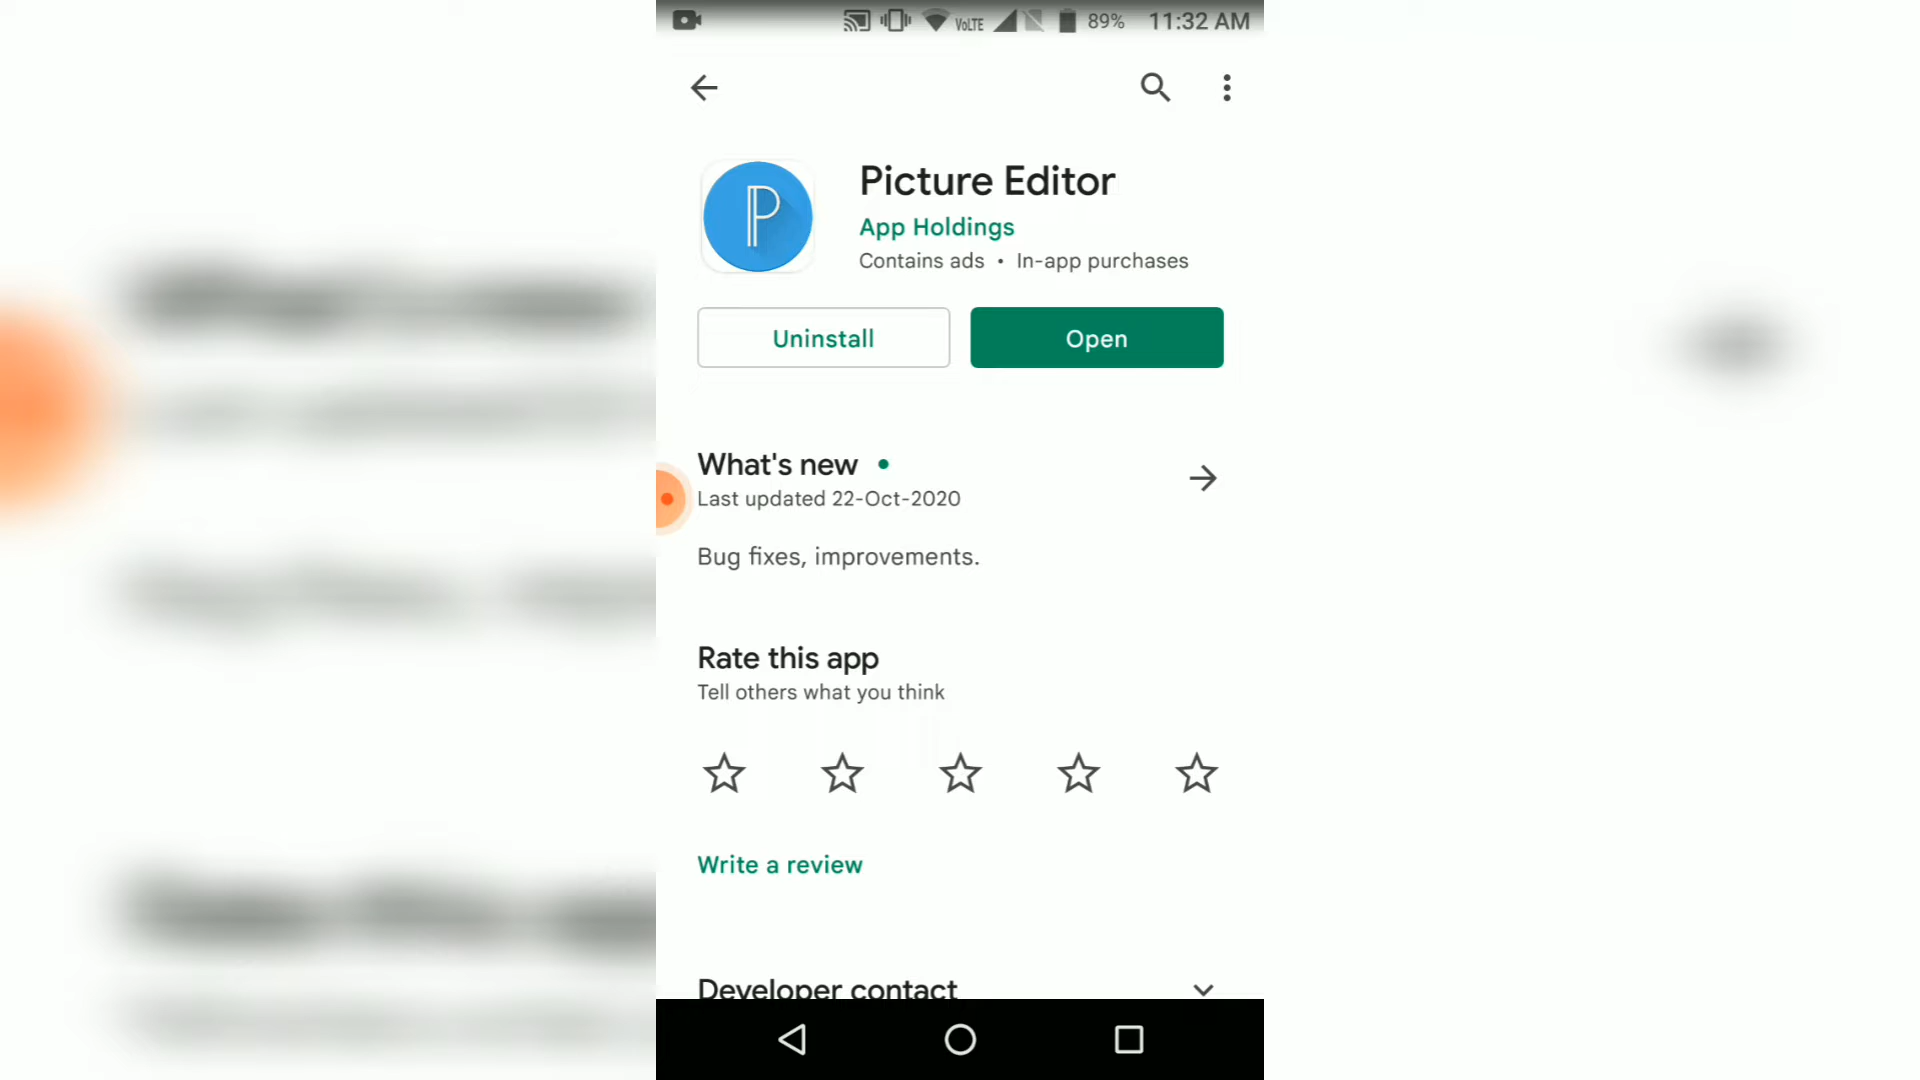 VoLTE 89% 11:32 AM
Picture Editor
App Holdings
Contains ads • In-app purchases
Uninstall
Open
What's new •
Last updated 22-Oct-2020
Bug fixes, improvements.
Rate this app
Tell others what you think
Write a review
Developer contact